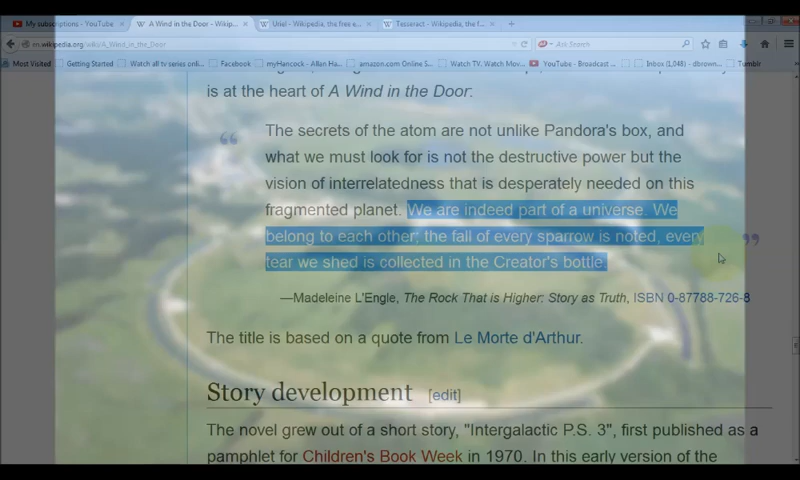 My subscriptions - YouTube
A Wind in the Door - Wikip...
Uriel - Wikipedia, the free e...
Tesseract - Wikipedia, the f...
en.wikipedia.org/wiki/A_Wind_in_the_Door
Ask Search
Most Visited Getting Started Watch all tv series onli... Facebook myHancock - Allan Ha... amazon.com Online S... Watch TV. Watch Mov... YouTube - Broadcast ... Inbox (1,048) - dbrown... Tumblr
is at the heart of A Wind in the Door:
“
The secrets of the atom are not unlike Pandora's box, and
what we must look for is not the destructive power but the
vision of interrelatedness that is desperately needed on this
fragmented planet. We are indeed part of a universe. We
belong to each other; the fall of every sparrow is noted, every
tear we shed is collected in the Creator's bottle.
”
—Madeleine L'Engle, The Rock That is Higher: Story as Truth, ISBN 0-87788-726-8
The title is based on a quote from Le Morte d'Arthur.
Story development [edit]
The novel grew out of a short story, "Intergalactic P.S. 3", first published as a
pamphlet for Children's Book Week in 1970. In this early version of the